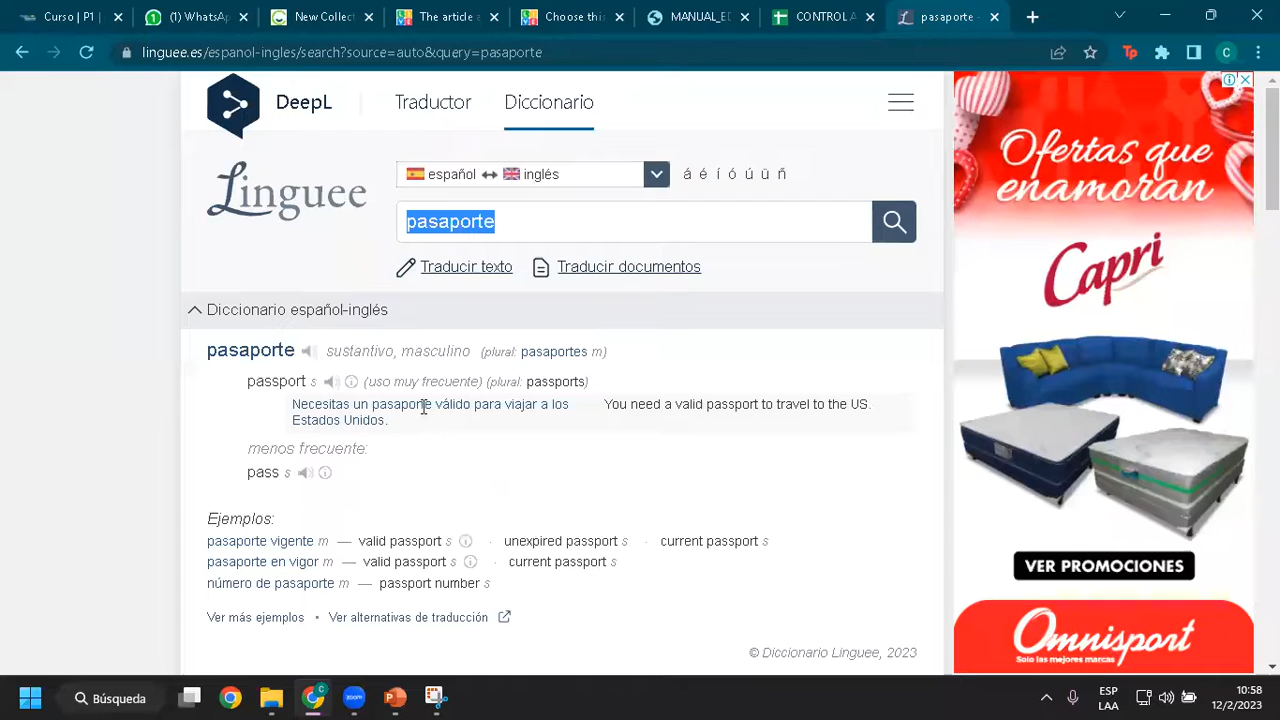 Curso | P1
(1) WhatsA
New Collec
The article a
Choose this
MANUAL_ED
CONTROL A
pasaporte -
linguee.es/espanol-ingles/search?source=auto&query=pasaporte
DeepL Traductor Diccionario
Linguee
español ↔ inglés á é í ó ú ü ñ
pasaporte
Traducir texto Traducir documentos
Diccionario español-inglés
pasaporte sustantivo, masculino (plural: pasaportes m)
passport s (uso muy frecuente) (plural: passports)
Necesitas un pasaporte válido para viajar a los You need a valid passport to travel to the US.
Estados Unidos.
menos frecuente:
pass s
Ejemplos:
pasaporte vigente m — valid passport s · unexpired passport s · current passport s
pasaporte en vigor m — valid passport s · current passport s
número de pasaporte m — passport number s
Ver más ejemplos • Ver alternativas de traducción
© Diccionario Linguee, 2023
Ofertas que
enamoran
Capri
VER PROMOCIONES
Omnisport
Solo las mejores marcas
Búsqueda
zoom
ESP
LAA
10:58
12/2/2023